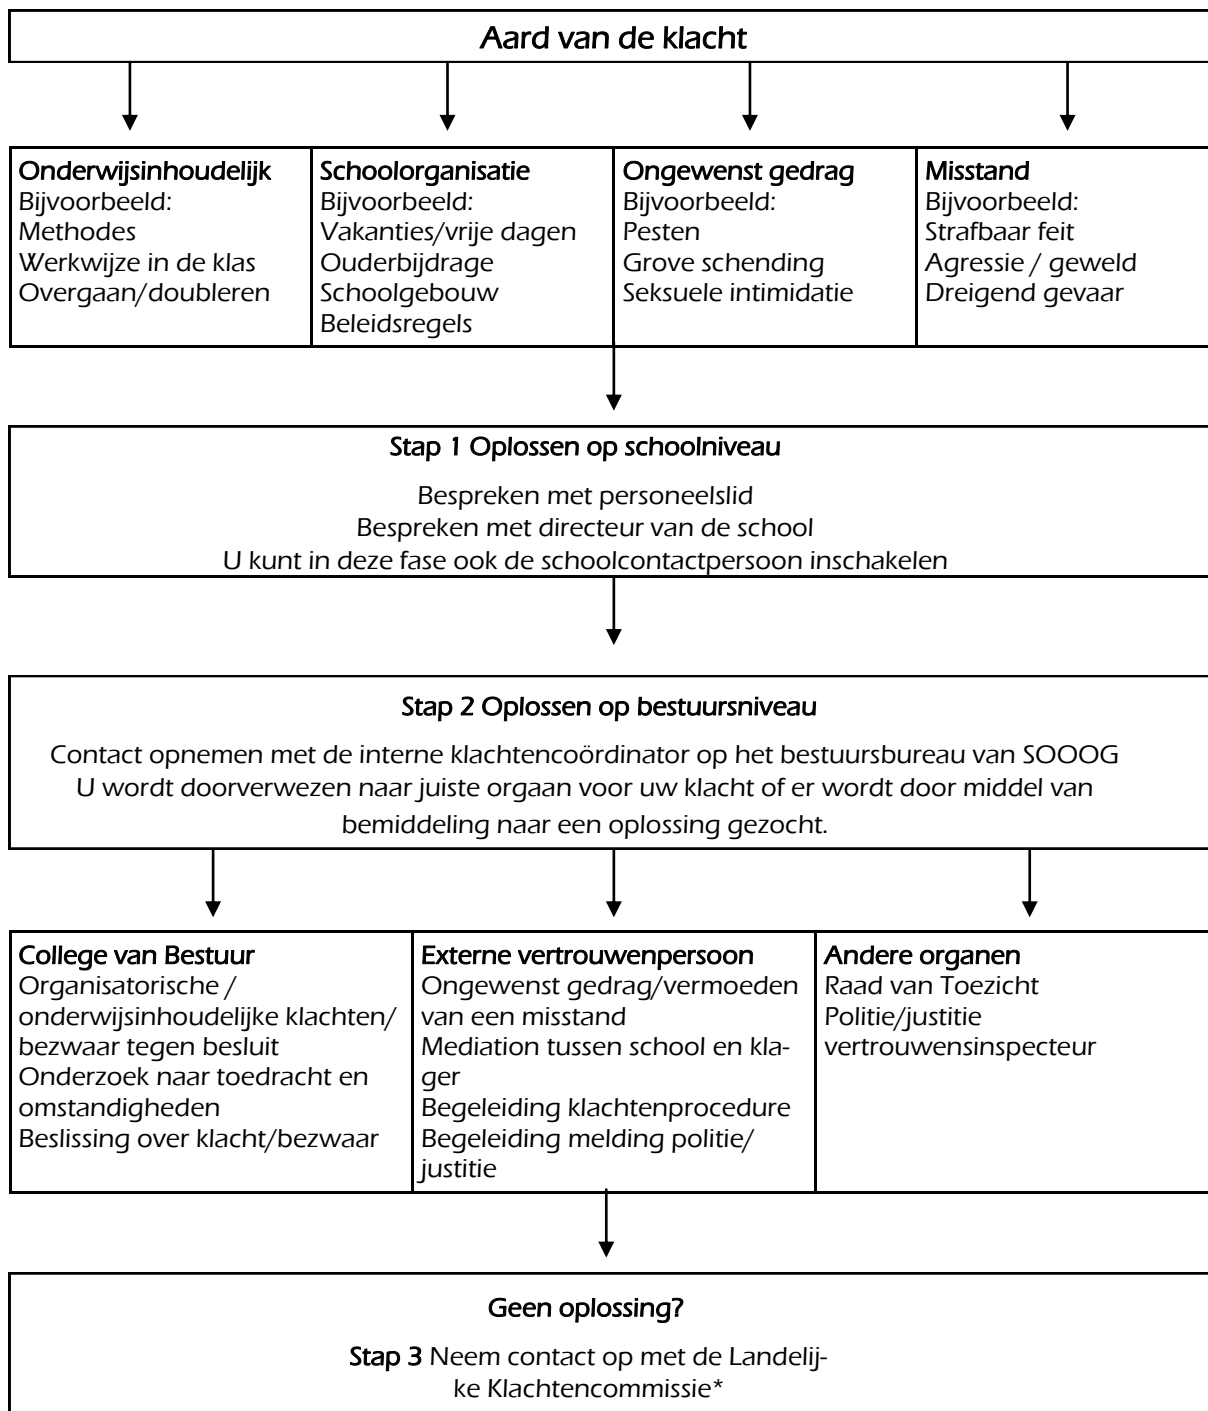 Aard van de klacht
Onderwijsinhoudelijk
Bijvoorbeeld:
Methodes
Werkwijze in de klas
Overgaan/doubleren
Schoolorganisatie
Bijvoorbeeld:
Vakanties/vrije dagen
Ouderbijdrage
Schoolgebouw
Beleidsregels
Ongewenst gedrag
Bijvoorbeeld:
Pesten
Grove schending
Seksuele intimidatie
Misstand
Bijvoorbeeld:
Strafbaar feit
Agressie / geweld
Dreigend gevaar
Stap 1 Oplossen op schoolniveau
Bespreken met personeelslid
Bespreken met directeur van de school
U kunt in deze fase ook de schoolcontactpersoon inschakelen
Stap 2 Oplossen op bestuursniveau
Contact opnemen met de interne klachtencoördinator op het bestuursbureau van SOOOG
U wordt doorverwezen naar juiste orgaan voor uw klacht of er wordt door middel van
bemiddeling naar een oplossing gezocht.
College van Bestuur
Organisatorische /
onderwijsinhoudelijke klachten/
bezwaar tegen besluit
Onderzoek naar toedracht en
omstandigheden
Beslissing over klacht/bezwaar
Externe vertrouwenpersoon
Ongewenst gedrag/vermoeden
van een misstand
Mediation tussen school en kla-
ger
Begeleiding klachtenprocedure
Begeleiding melding politie/
justitie
Andere organen
Raad van Toezicht
Politie/justitie
vertrouwensinspecteur
Geen oplossing?
Stap 3 Neem contact op met de Landelij-
ke Klachtencommissie*